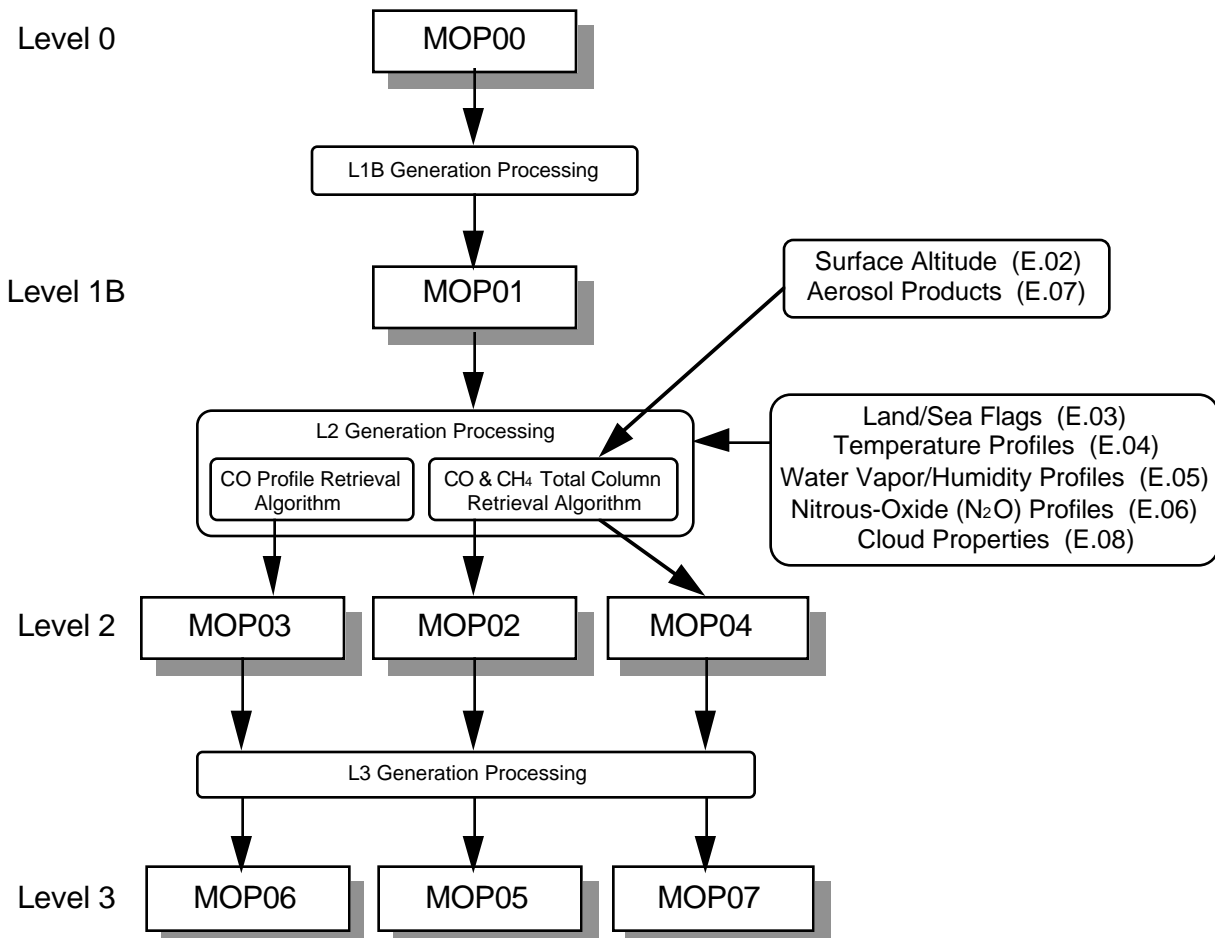 Level 0
MOP00
L1B Generation Processing
Level 1B
MOP01
Surface Altitude (E.02)
Aerosol Products (E.07)
L2 Generation Processing
CO Profile Retrieval
Algorithm
CO & CH₄ Total Column
Retrieval Algorithm
Land/Sea Flags (E.03)
Temperature Profiles (E.04)
Water Vapor/Humidity Profiles (E.05)
Nitrous-Oxide (N₂O) Profiles (E.06)
Cloud Properties (E.08)
Level 2
MOP03
MOP02
MOP04
L3 Generation Processing
Level 3
MOP06
MOP05
MOP07